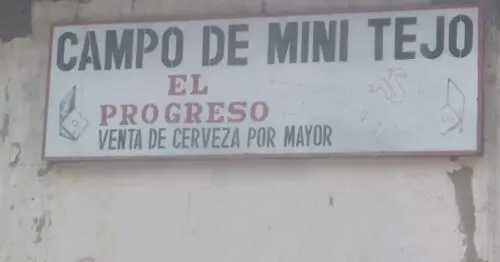 CAMPO DE MINI TEJO
EL
PROGRESO
VENTA DE CERVEZA POR MAYOR